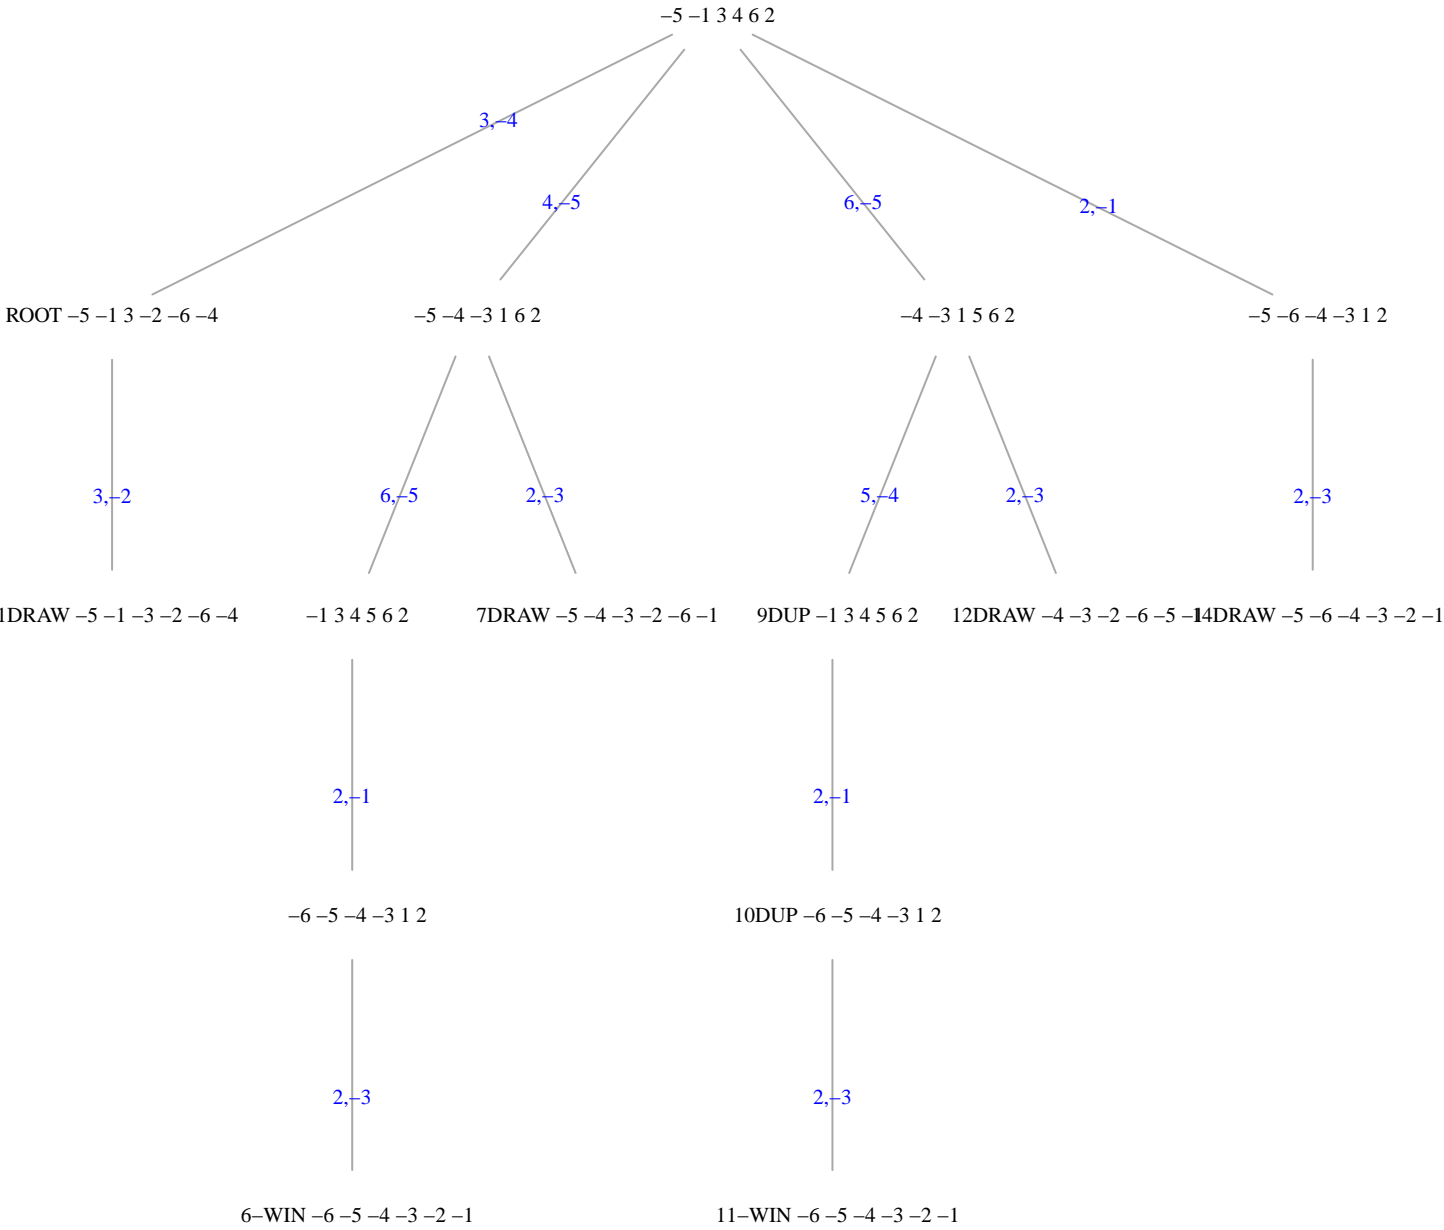 –5 –1 3 4 6 2
3,–4
4,–5
6,–5
2,–1
ROOT –5 –1 3 –2 –6 –4
–5 –4 –3 1 6 2
–4 –3 1 5 6 2
–5 –6 –4 –3 1 2
3,–2
6,–5
2,–3
5,–4
2,–3
2,–3
1DRAW –5 –1 –3 –2 –6 –4
–1 3 4 5 6 2
7DRAW –5 –4 –3 –2 –6 –1
9DUP –1 3 4 5 6 2
12DRAW –4 –3 –2 –6 –5 –1
14DRAW –5 –6 –4 –3 –2 –1
2,–1
2,–1
–6 –5 –4 –3 1 2
10DUP –6 –5 –4 –3 1 2
2,–3
2,–3
6–WIN –6 –5 –4 –3 –2 –1
11–WIN –6 –5 –4 –3 –2 –1